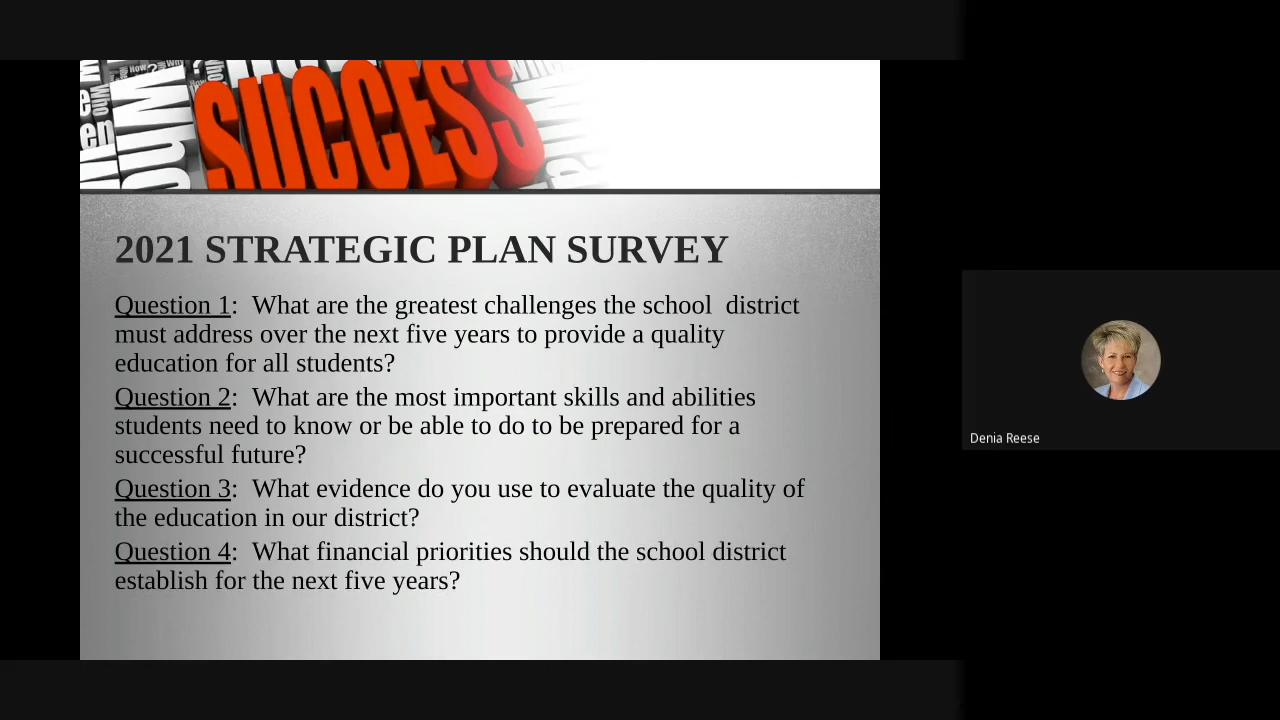 SUCCESS
2021 STRATEGIC PLAN SURVEY
Question 1:  What are the greatest challenges the school  district
must address over the next five years to provide a quality
education for all students?
Question 2:  What are the most important skills and abilities
students need to know or be able to do to be prepared for a
successful future?
Question 3:  What evidence do you use to evaluate the quality of
the education in our district?
Question 4:  What financial priorities should the school district
establish for the next five years?
Denia Reese